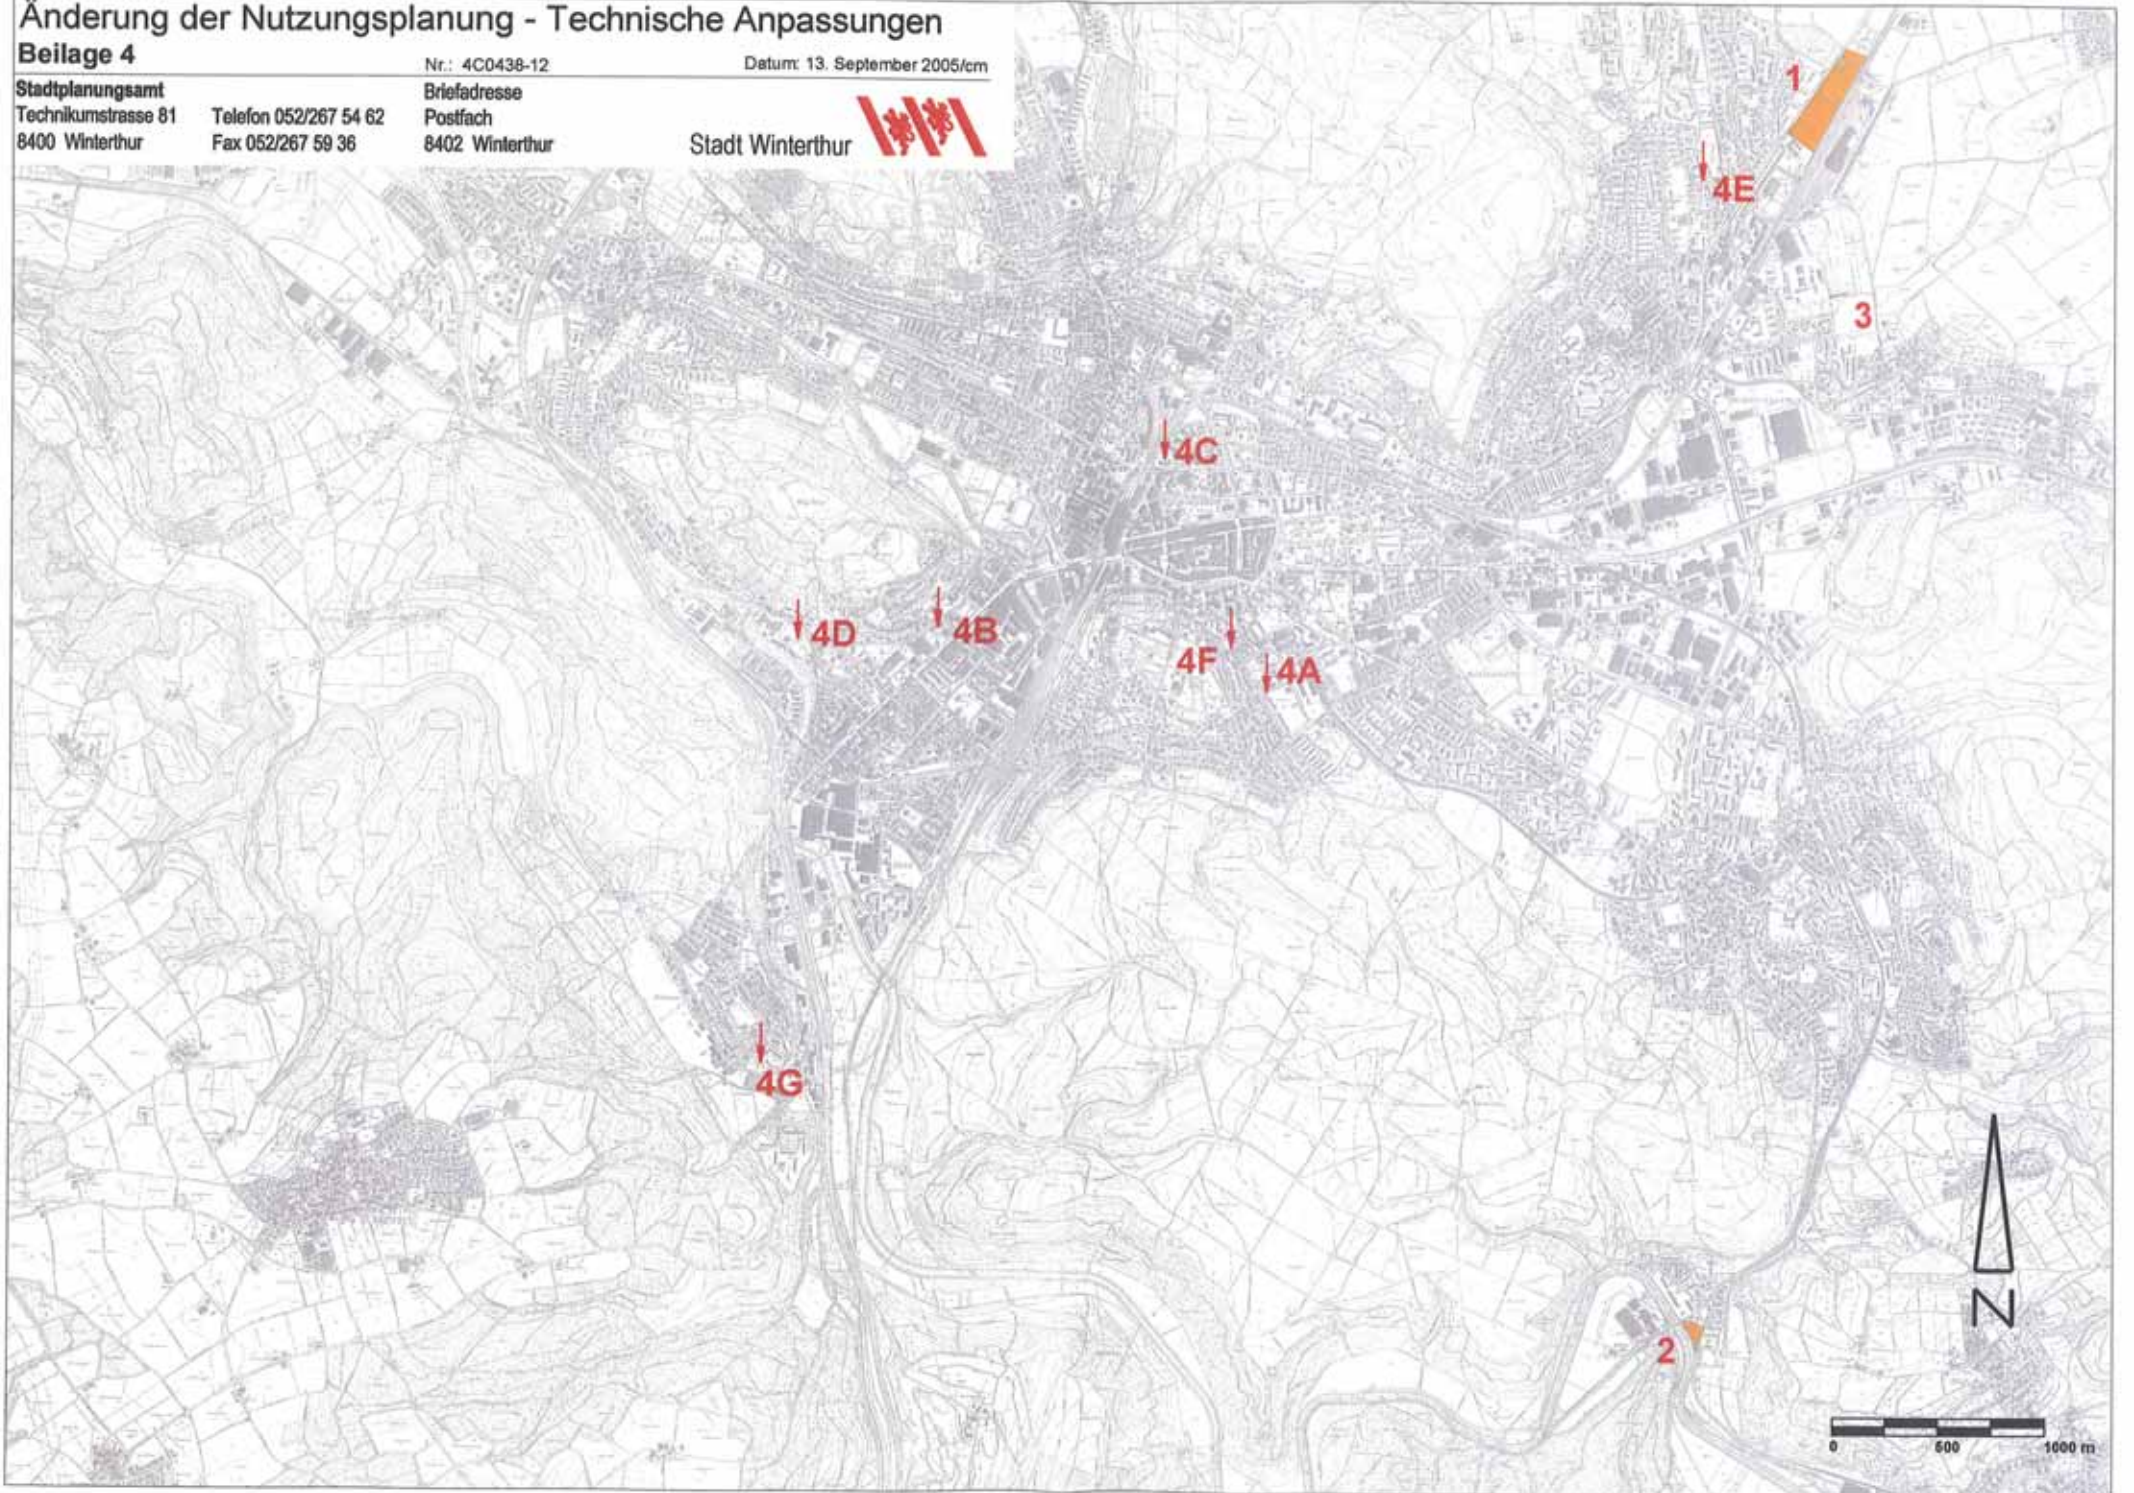 Änderung der Nutzungsplanung - Technische Anpassungen
Beilage 4
Nr.: 4C0438-12
Datum: 13. September 2005/cm
Stadtplanungsamt
Briefadresse
Technikumstrasse 81
Telefon 052/267 54 62
Postfach
8400 Winterthur
Fax 052/267 59 36
8402 Winterthur
Stadt Winterthur
1
4E
3
4C
4D
4B
4F
4A
4G
N
2
0
500
1000 m